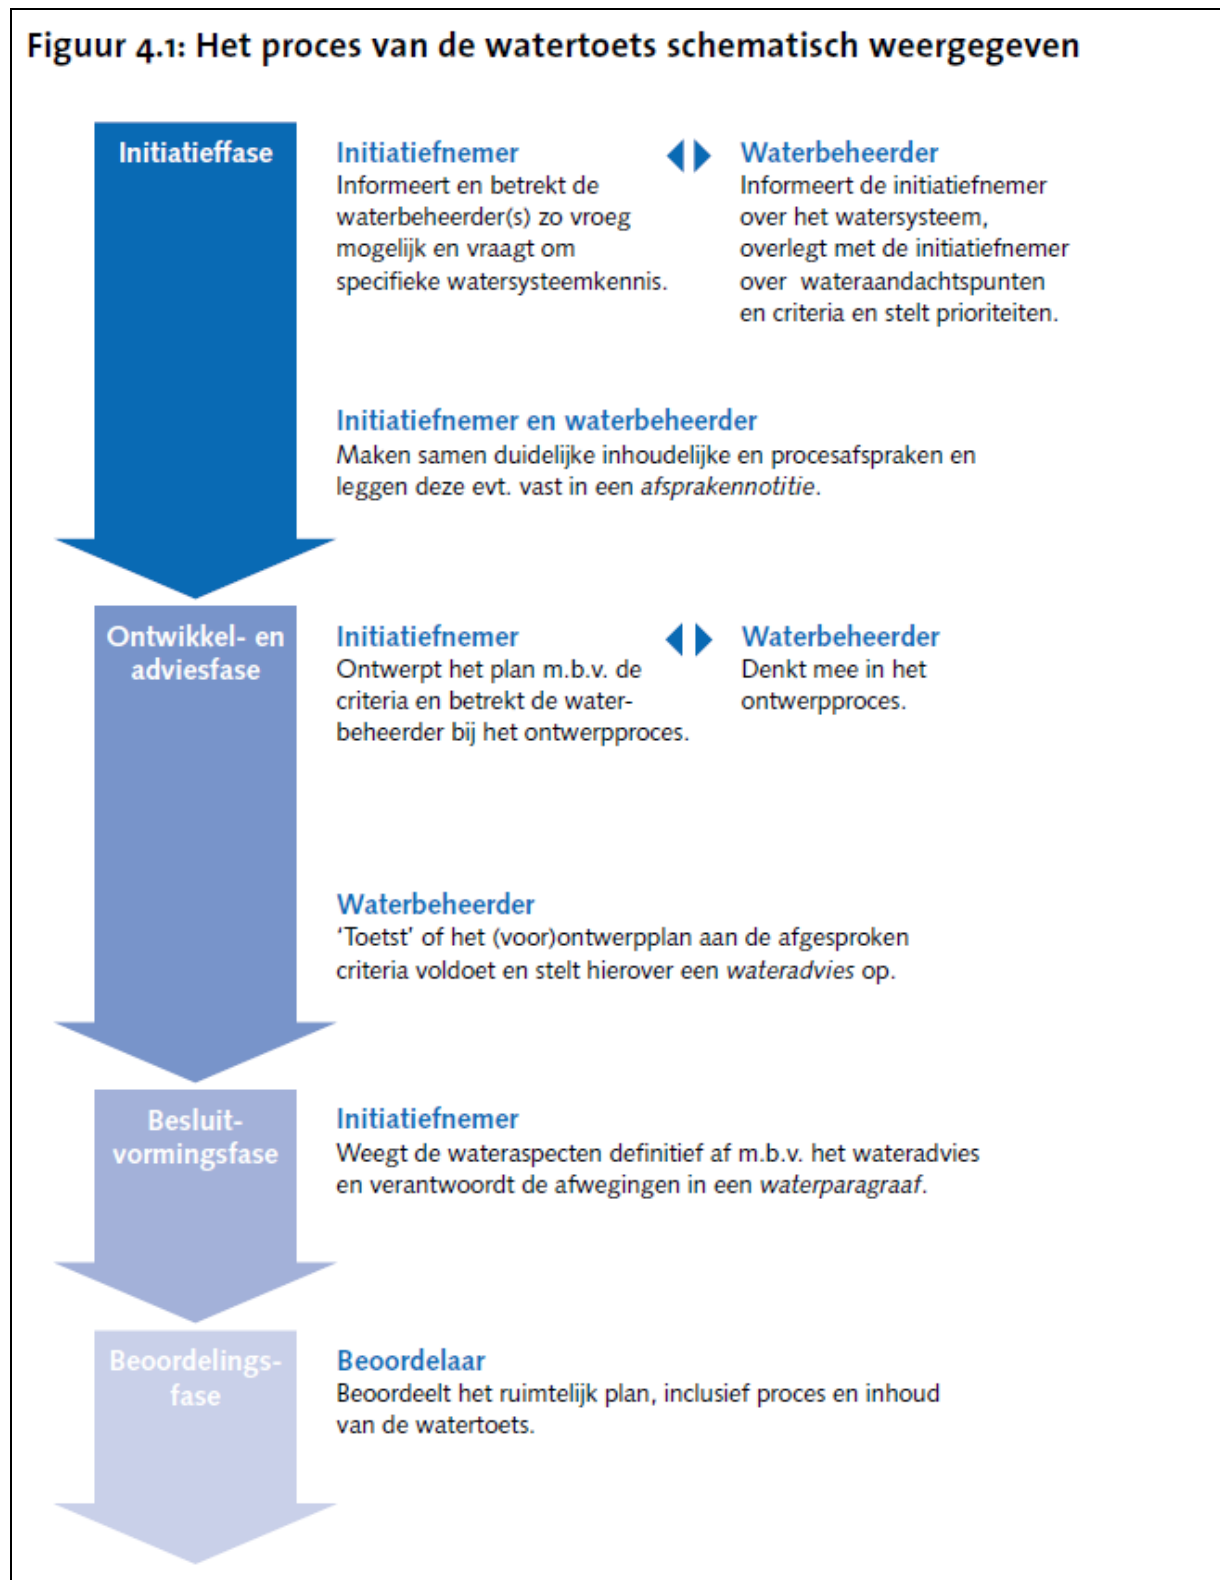 Figuur 4.1: Het proces van de watertoets schematisch weergegeven
Initiatieffase
Initiatiefnemer
Informeert en betrekt de
waterbeheerder(s) zo vroeg
mogelijk en vraagt om
specifieke watersysteemkennis.
Waterbeheerder
Informeert de initiatiefnemer
over het watersysteem,
overlegt met de initiatiefnemer
over wateraandachtspunten
en criteria en stelt prioriteiten.
Initiatiefnemer en waterbeheerder
Maken samen duidelijke inhoudelijke en procesafspraken en
leggen deze evt. vast in een afsprakennotitie.
Ontwikkel- en
adviesfase
Initiatiefnemer
Ontwerpt het plan m.b.v. de
criteria en betrekt de water-
beheerder bij het ontwerpproces.
Waterbeheerder
Denkt mee in het
ontwerpproces.
Waterbeheerder
‘Toetst’ of het (voor)ontwerpplan aan de afgesproken
criteria voldoet en stelt hierover een wateradvies op.
Besluit-
vormingsfase
Initiatiefnemer
Weegt de wateraspecten definitief af m.b.v. het wateradvies
en verantwoordt de afwegingen in een waterparagraaf.
Beoordelings-
fase
Beoordelaar
Beoordeelt het ruimtelijk plan, inclusief proces en inhoud
van de watertoets.